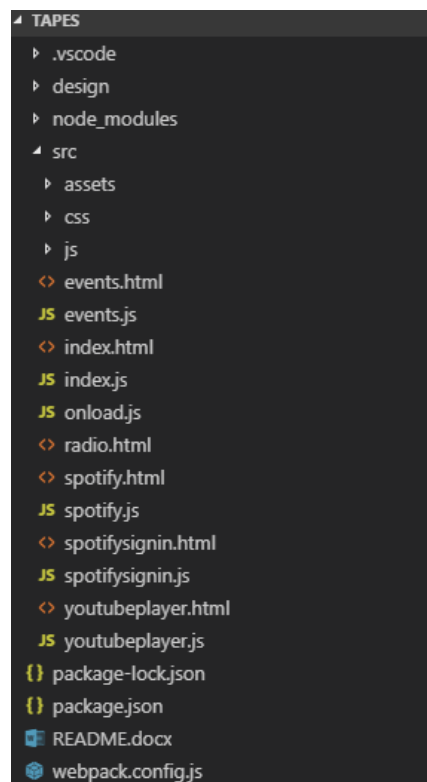 TAPES
.vscode
design
node_modules
src
assets
css
js
<> events.html
JS events.js
<> index.html
JS index.js
JS onload.js
<> radio.html
<> spotify.html
JS spotify.js
<> spotifysignin.html
JS spotifysignin.js
<> youtubeplayer.html
JS youtubeplayer.js
{} package-lock.json
{} package.json
README.docx
webpack.config.js